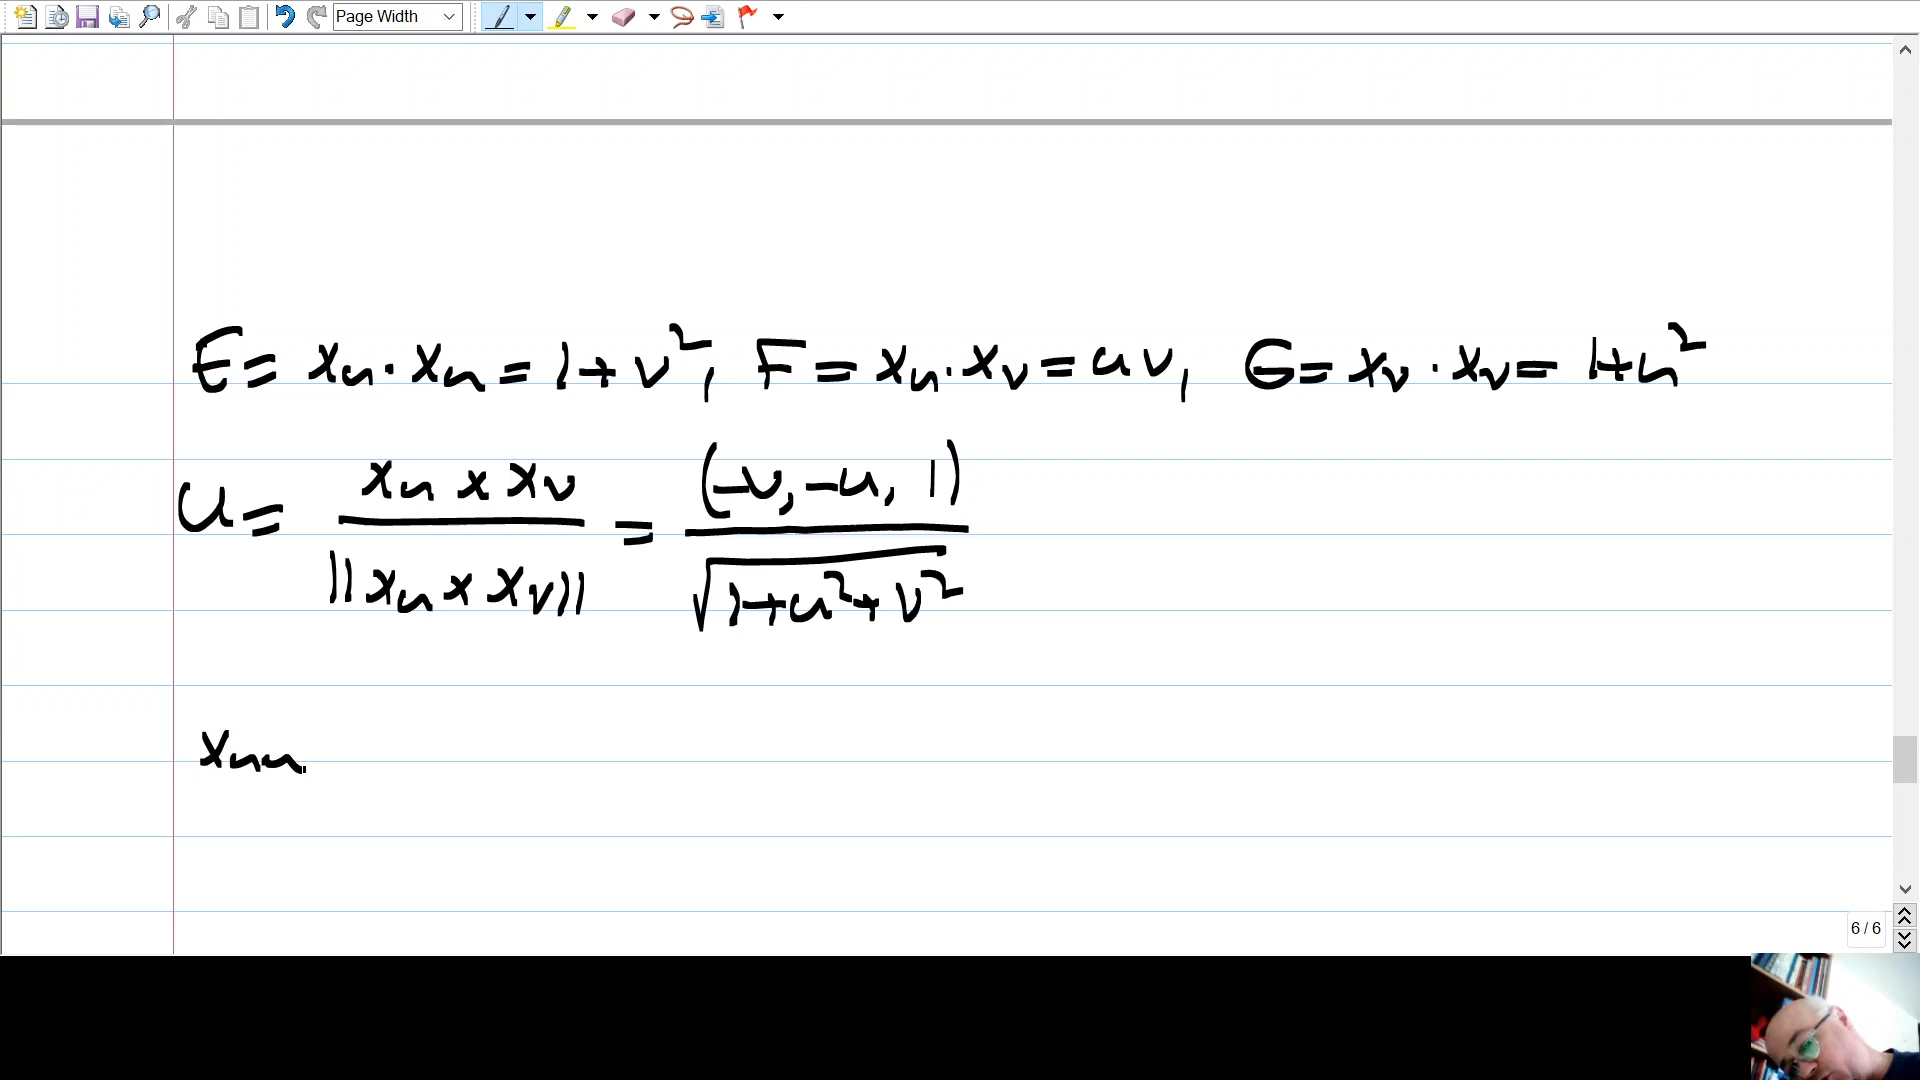 Page Width
E = x_u · x_u = 1 + v², F = x_u · x_v = uv, G = x_v · x_v = 1 + u²
U = (x_u × x_v) / ||x_u × x_v|| = (-v, -u, 1) / √(1 + u² + v²)
x_uu
6 / 6